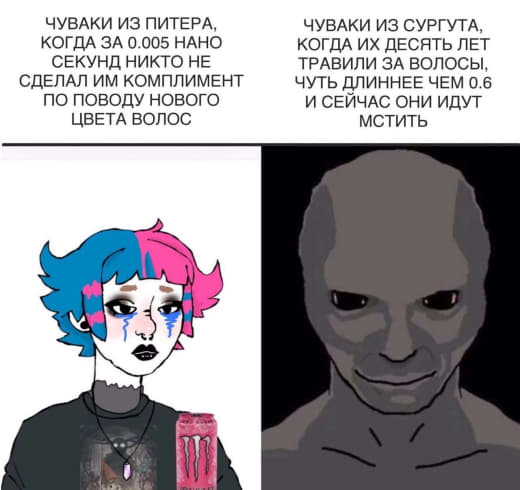 ЧУВАКИ ИЗ ПИТЕРА,
КОГДА ЗА 0.005 НАНО
СЕКУНД НИКТО НЕ
СДЕЛАЛ ИМ КОМПЛИМЕНТ
ПО ПОВОДУ НОВОГО
ЦВЕТА ВОЛОС
ЧУВАКИ ИЗ СУРГУТА,
КОГДА ИХ ДЕСЯТЬ ЛЕТ
ТРАВИЛИ ЗА ВОЛОСЫ,
ЧУТЬ ДЛИННЕЕ ЧЕМ 0.6
И СЕЙЧАС ОНИ ИДУТ
МСТИТЬ